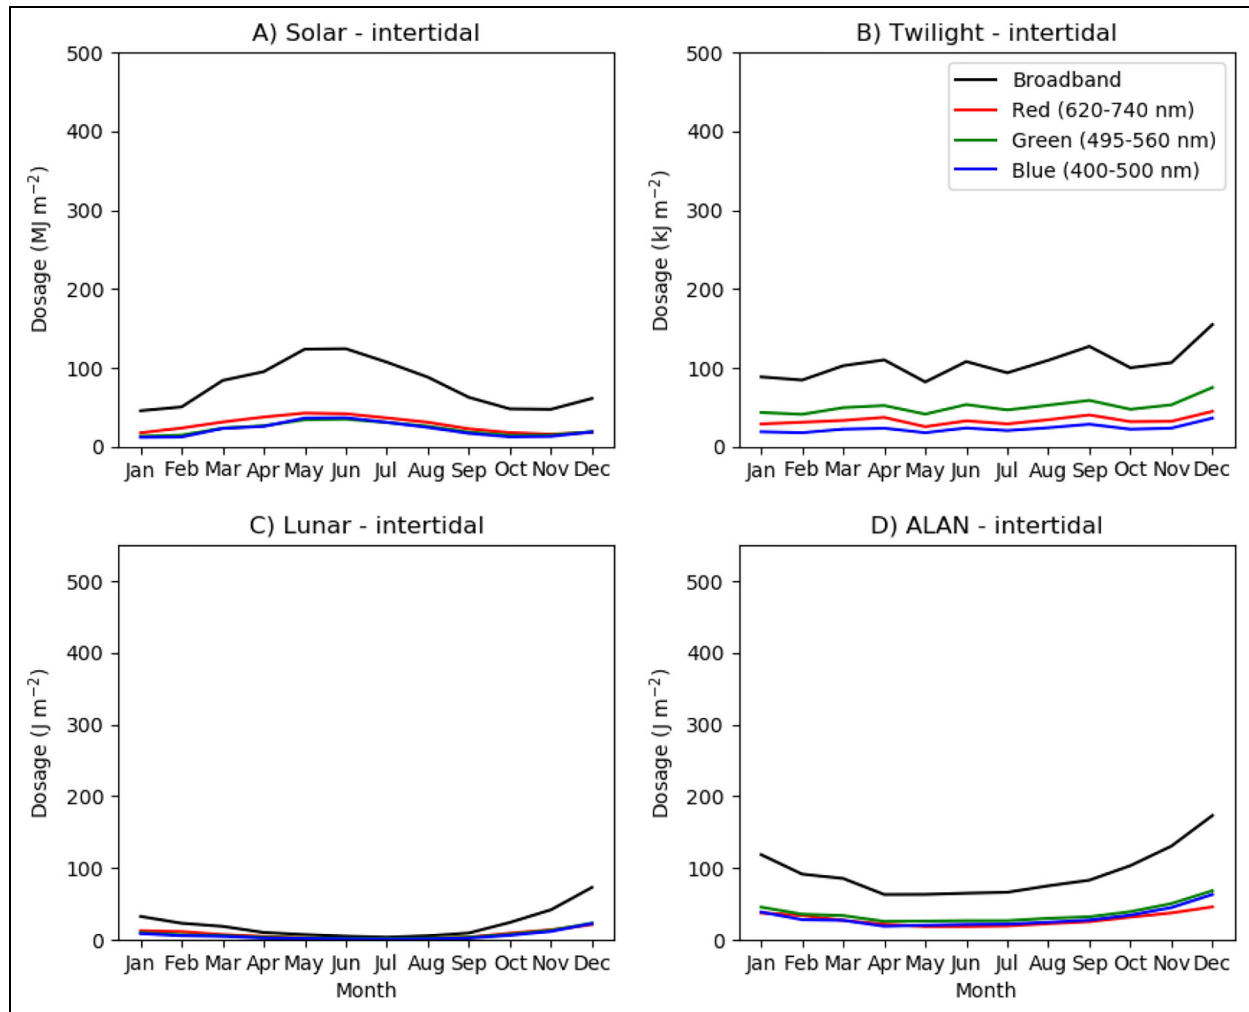 A) Solar - intertidal
500
400
300
200
100
0
Dosage (MJ m⁻²)
Jan Feb Mar Apr May Jun Jul Aug Sep Oct Nov Dec
B) Twilight - intertidal
500
400
300
200
100
0
Dosage (kJ m⁻²)
Broadband
Red (620-740 nm)
Green (495-560 nm)
Blue (400-500 nm)
Jan Feb Mar Apr May Jun Jul Aug Sep Oct Nov Dec
C) Lunar - intertidal
500
400
300
200
100
0
Dosage (J m⁻²)
Jan Feb Mar Apr May Jun Jul Aug Sep Oct Nov Dec
Month
D) ALAN - intertidal
500
400
300
200
100
0
Dosage (J m⁻²)
Jan Feb Mar Apr May Jun Jul Aug Sep Oct Nov Dec
Month